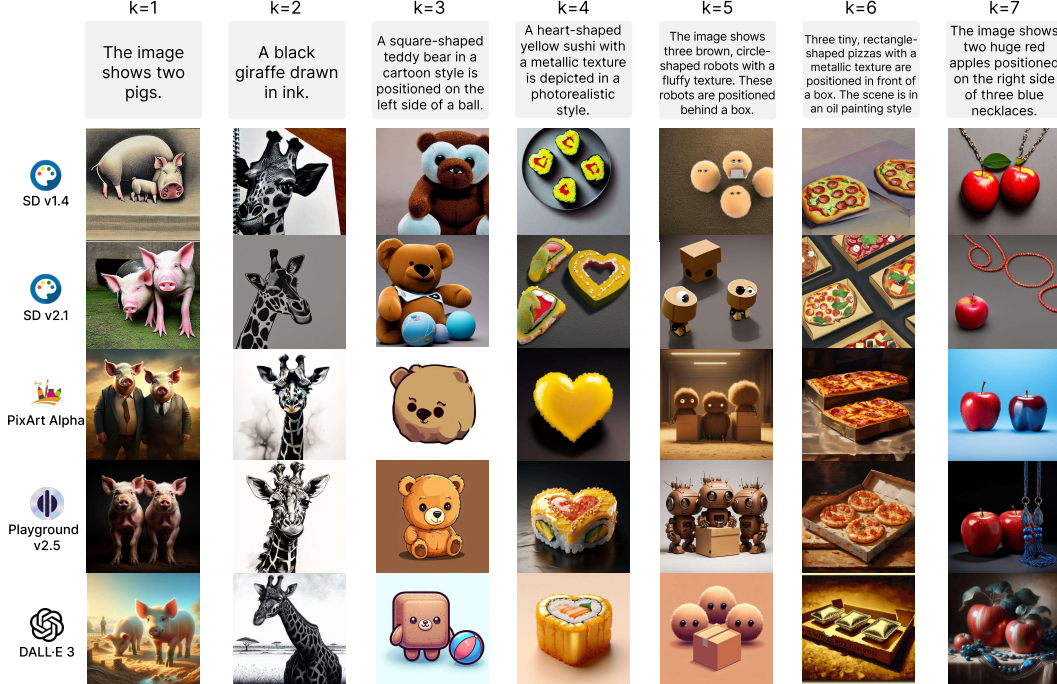 k=1
k=2
k=3
k=4
k=5
k=6
k=7
The image
shows two
pigs.
A black
giraffe drawn
in ink.
A square-shaped
teddy bear in a
cartoon style is
positioned on the
left side of a ball.
A heart-shaped
yellow sushi with
a metallic texture
is depicted in a
photorealistic
style.
The image shows
three brown, circle-
shaped robots with a
fluffy texture. These
robots are positioned
behind a box.
Three tiny, rectangle-
shaped pizzas with a
metallic texture are
positioned in front of
a box. The scene is in
an oil painting style
The image shows
two huge red
apples positioned
on the right side
of three blue
necklaces.
SD v1.4
SD v2.1
PixArt Alpha
Playground
v2.5
DALL·E 3